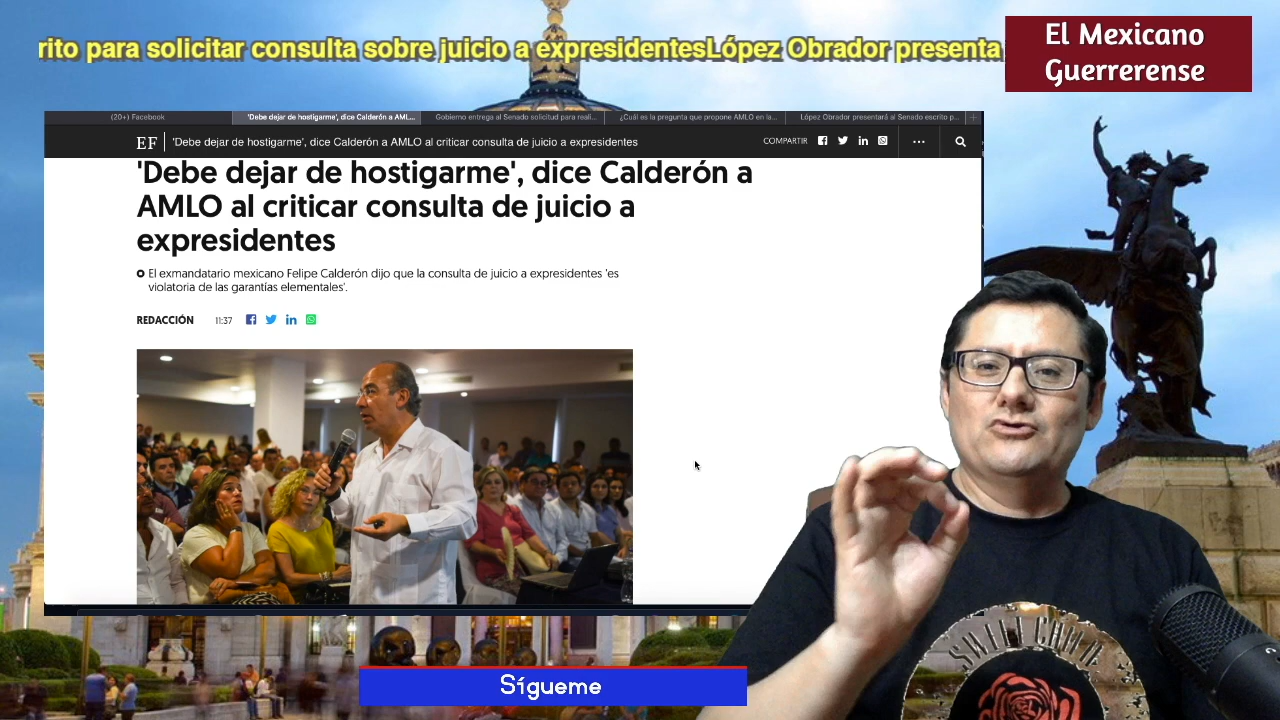 rito para solicitar consulta sobre juicio a expresidentesLópez Obrador presenta
El Mexicano
Guerrerense
(20+) Facebook
'Debe dejar de hostigarme', dice Calderón a AML...
Gobierno entrega al Senado solicitud para reali...
¿Cuál es la pregunta que propone AMLO en la...
López Obrador presentará al Senado escrito p...
EF
'Debe dejar de hostigarme', dice Calderón a AMLO al criticar consulta de juicio a expresidentes
COMPARTIR
'Debe dejar de hostigarme', dice Calderón a
AMLO al criticar consulta de juicio a
expresidentes
El exmandatario mexicano Felipe Calderón dijo que la consulta de juicio a expresidentes 'es
violatoria de las garantías elementales'.
REDACCIÓN
11:37
Sígueme
SWEET